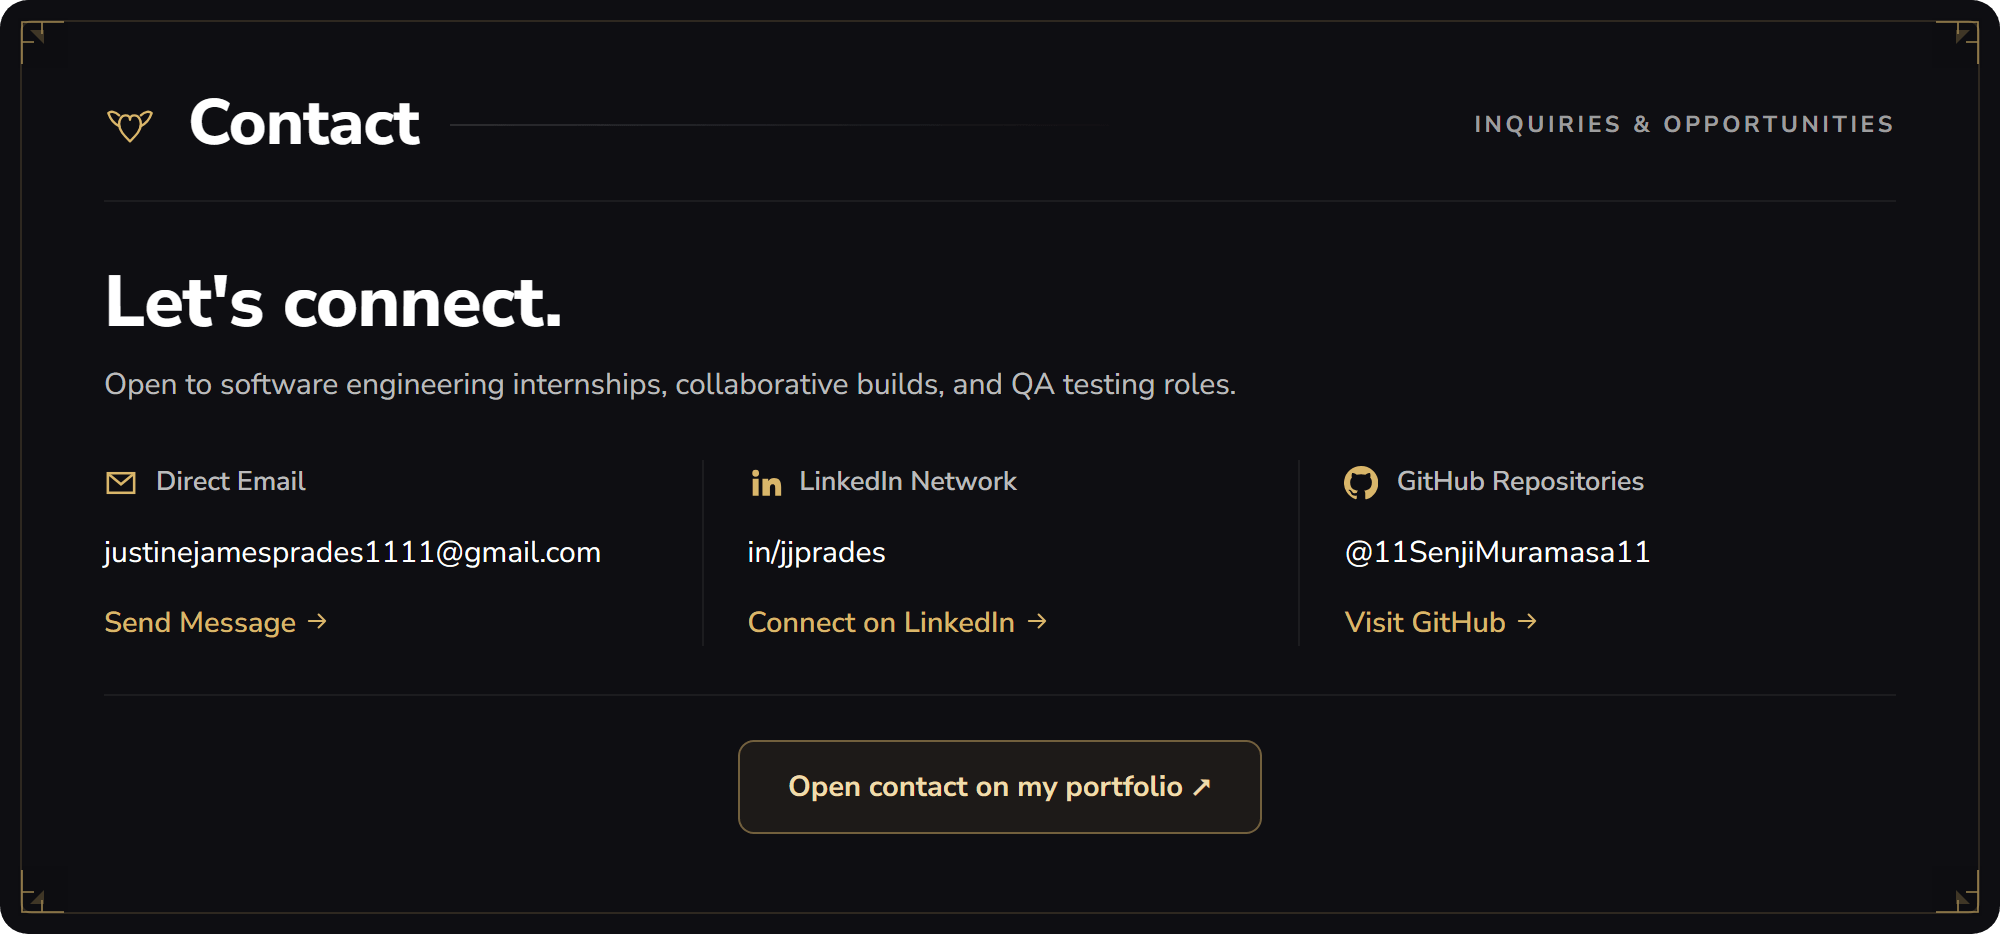 Contact
INQUIRIES & OPPORTUNITIES
Let's connect.
Open to software engineering internships, collaborative builds, and QA testing roles.
Direct Email
justinejamesprades1111@gmail.com
Send Message →
LinkedIn Network
in/jjprades
Connect on LinkedIn →
GitHub Repositories
@11SenjiMuramasa11
Visit GitHub →
Open contact on my portfolio ↗